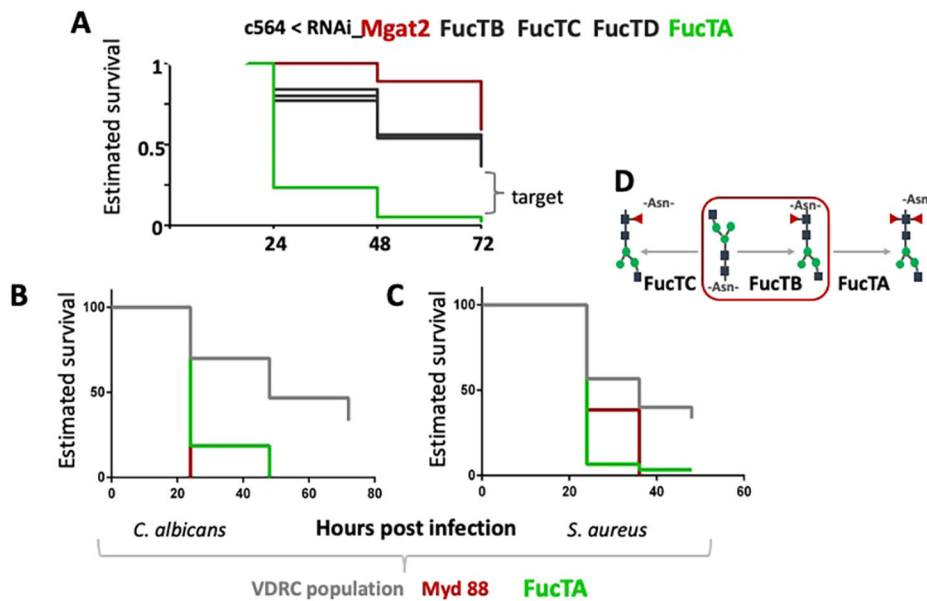 A
c564 < RNAi_Mgat2 FucTB FucTC FucTD FucTA
Estimated survival
1
0.5
0
24 48 72
target
D
-Asn- -Asn- -Asn-
FucTC FucTB FucTA
-Asn-
B
Estimated survival
100
50
0
0 20 40 60 80
C. albicans
C
Estimated survival
100
50
0
0 20 40 60
S. aureus
Hours post infection
VDRC population Myd 88 FucTA